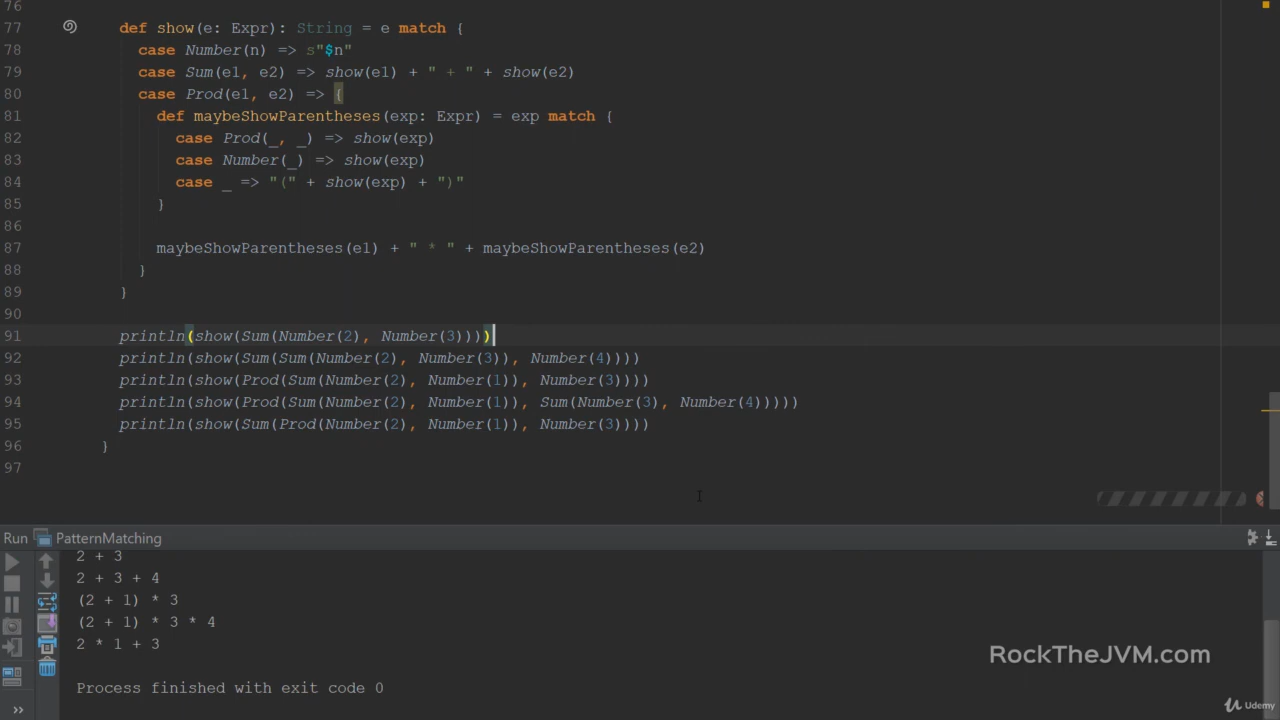 76
77 def show(e: Expr): String = e match {
78 case Number(n) => s"$n"
79 case Sum(e1, e2) => show(e1) + " + " + show(e2)
80 case Prod(e1, e2) => {
81 def maybeShowParentheses(exp: Expr) = exp match {
82 case Prod(_, _) => show(exp)
83 case Number(_) => show(exp)
84 case _ => "(" + show(exp) + ")"
85 }
86
87 maybeShowParentheses(e1) + " * " + maybeShowParentheses(e2)
88 }
89 }
90
91 println(show(Sum(Number(2), Number(3))))
92 println(show(Sum(Sum(Number(2), Number(3)), Number(4))))
93 println(show(Prod(Sum(Number(2), Number(1)), Number(3))))
94 println(show(Prod(Sum(Number(2), Number(1)), Sum(Number(3), Number(4)))))
95 println(show(Sum(Prod(Number(2), Number(1)), Number(3))))
96 }
97
Run PatternMatching
2 + 3
2 + 3 + 4
(2 + 1) * 3
(2 + 1) * 3 * 4
2 * 1 + 3
Process finished with exit code 0
RockTheJVM.com
Udemy